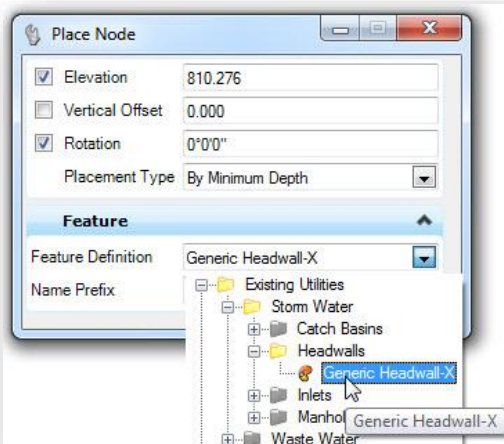 Place Node
Elevation 810.276
Vertical Offset 0.000
Rotation 0°0'0"
Placement Type By Minimum Depth
Feature
Feature Definition Generic Headwall-X
Name Prefix
Existing Utilities
Storm Water
Catch Basins
Headwalls
Generic Headwall-X
Inlets
Manhol
Generic Headwall-X
Waste Water